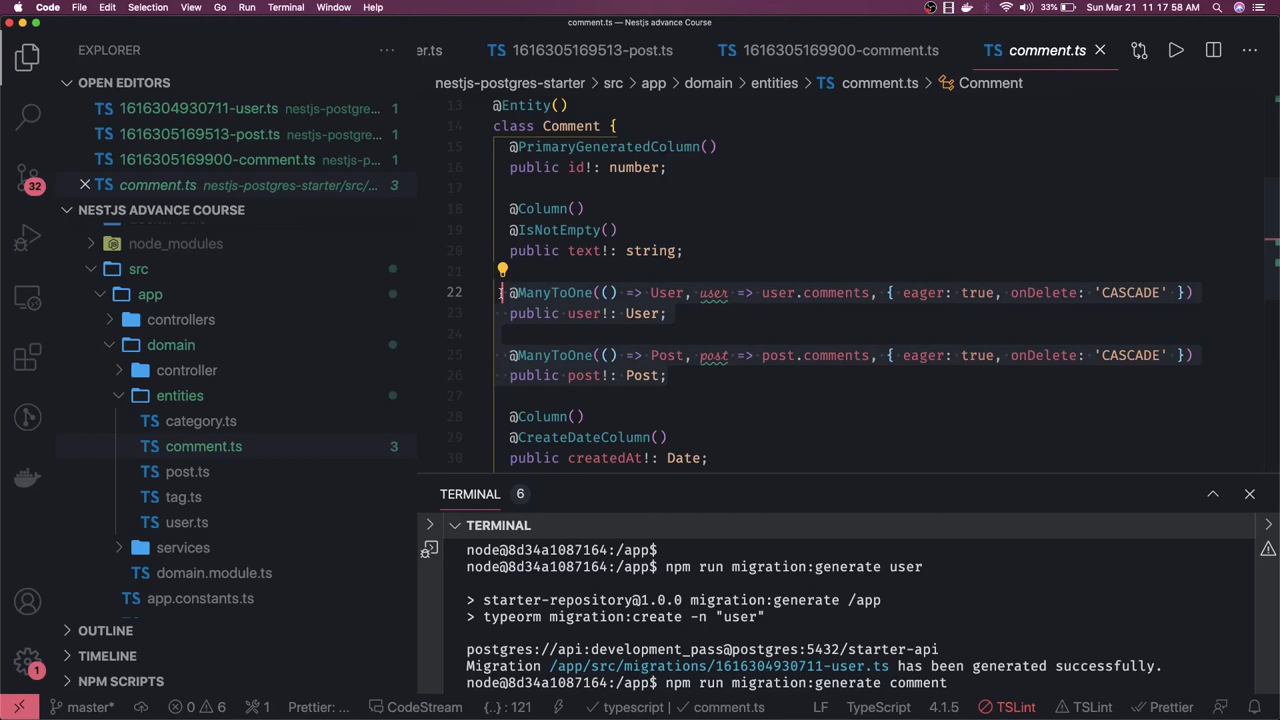 Code File Edit Selection View Go Run Terminal Window Help
33% Sun Mar 21 11:17:58 AM
comment.ts — Nestjs advance Course
EXPLORER
er.ts TS 1616305169513-post.ts TS 1616305169900-comment.ts TS comment.ts
OPEN EDITORS
nestjs-postgres-starter > src > app > domain > entities > TS comment.ts > Comment
TS 1616304930711-user.ts nestjs-postgre... 1
TS 1616305169513-post.ts nestjs-postgre... 1
TS 1616305169900-comment.ts nestjs-p... 1
TS comment.ts nestjs-postgres-starter/src/... 3
NESTJS ADVANCE COURSE
node_modules
src
app
controllers
domain
controller
entities
TS category.ts
TS comment.ts 3
TS post.ts
TS tag.ts
TS user.ts
services
TS domain.module.ts
TS app.constants.ts
OUTLINE
TIMELINE
NPM SCRIPTS
32
1
13 @Entity()
14 class Comment {
15 @PrimaryGeneratedColumn()
16 public id!: number;
17
18 @Column()
19 @IsNotEmpty()
20 public text!: string;
21
22 @ManyToOne(() => User, user => user.comments, { eager: true, onDelete: 'CASCADE' })
23 public user!: User;
24
25 @ManyToOne(() => Post, post => post.comments, { eager: true, onDelete: 'CASCADE' })
26 public post!: Post;
27
28 @Column()
29 @CreateDateColumn()
30 public createdAt!: Date;
TERMINAL 6
TERMINAL
node@8d34a1087164:/app$
node@8d34a1087164:/app$ npm run migration:generate user
> starter-repository@1.0.0 migration:generate /app
> typeorm migration:create -n "user"
postgres://api:development_pass@postgres:5432/starter-api
Migration /app/src/migrations/1616304930711-user.ts has been generated successfully.
node@8d34a1087164:/app$ npm run migration:generate comment
master* 0 6 1 Prettier: ... CodeStream {..} : 121 typescript | comment.ts LF TypeScript 4.1.5 TSLint TSLint Prettier